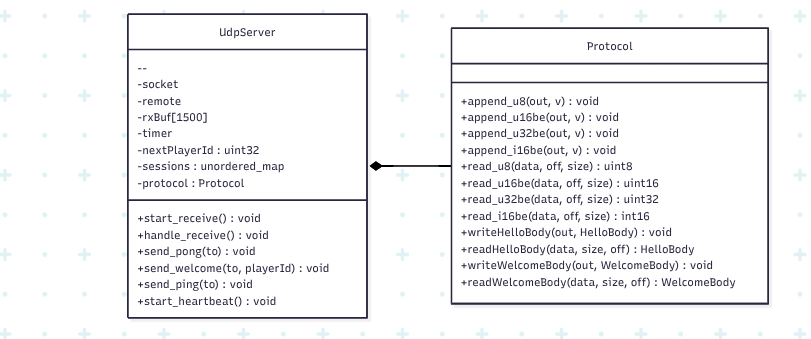 UdpServer
--
-socket
-remote
-rxBuf[1500]
-timer
-nextPlayerId : uint32
-sessions : unordered_map
-protocol : Protocol
+start_receive() : void
+handle_receive() : void
+send_pong(to) : void
+send_welcome(to, playerId) : void
+send_ping(to) : void
+start_heartbeat() : void
Protocol
+append_u8(out, v) : void
+append_u16be(out, v) : void
+append_u32be(out, v) : void
+append_i16be(out, v) : void
+read_u8(data, off, size) : uint8
+read_u16be(data, off, size) : uint16
+read_u32be(data, off, size) : uint32
+read_i16be(data, off, size) : int16
+writeHelloBody(out, HelloBody) : void
+readHelloBody(data, size, off) : HelloBody
+writeWelcomeBody(out, WelcomeBody) : void
+readWelcomeBody(data, size, off) : WelcomeBody